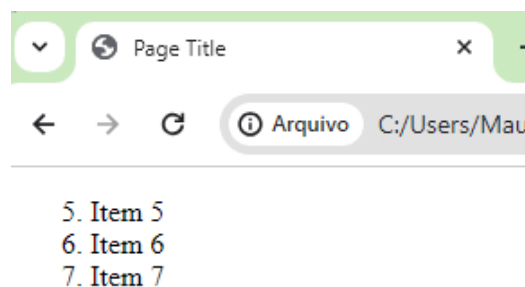 Page Title
Arquivo C:/Users/Mau
5. Item 5
6. Item 6
7. Item 7